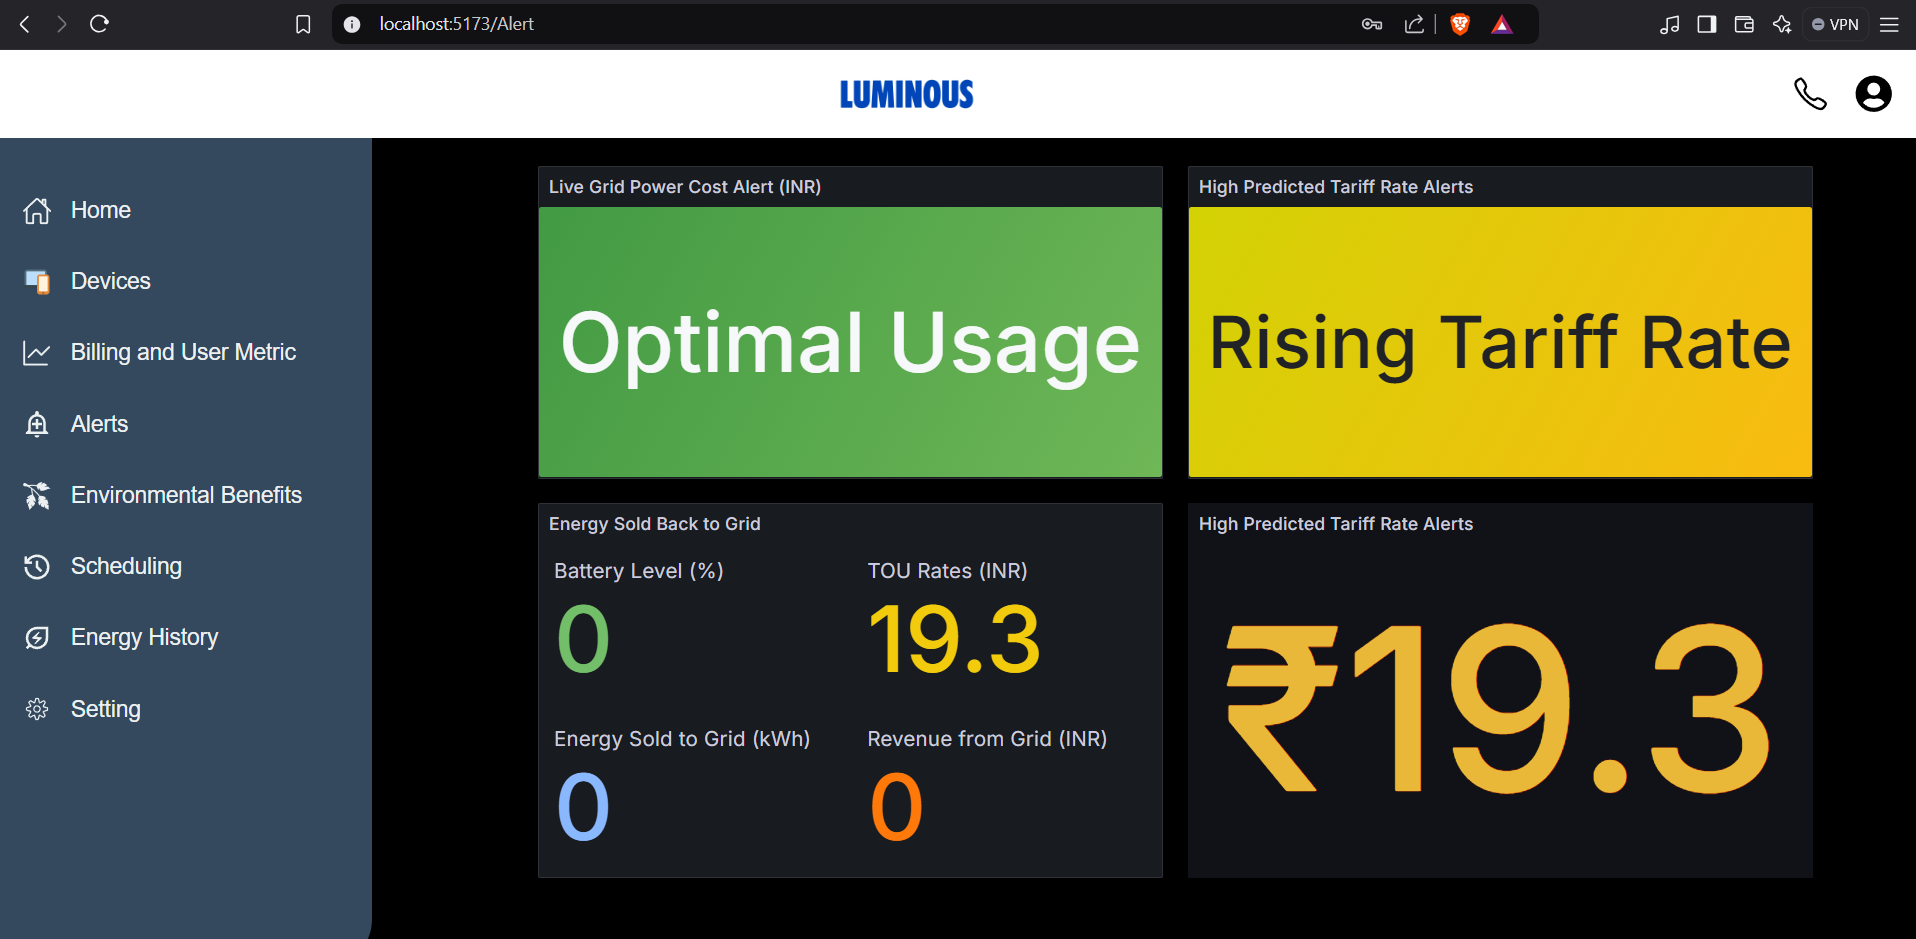 localhost:5173/Alert
VPN
LUMINOUS
Home
Devices
Billing and User Metric
Alerts
Environmental Benefits
Scheduling
Energy History
Setting
Live Grid Power Cost Alert (INR)
Optimal Usage
High Predicted Tariff Rate Alerts
Rising Tariff Rate
Energy Sold Back to Grid
Battery Level (%)
0
TOU Rates (INR)
19.3
Energy Sold to Grid (kWh)
0
Revenue from Grid (INR)
0
High Predicted Tariff Rate Alerts
₹19.3